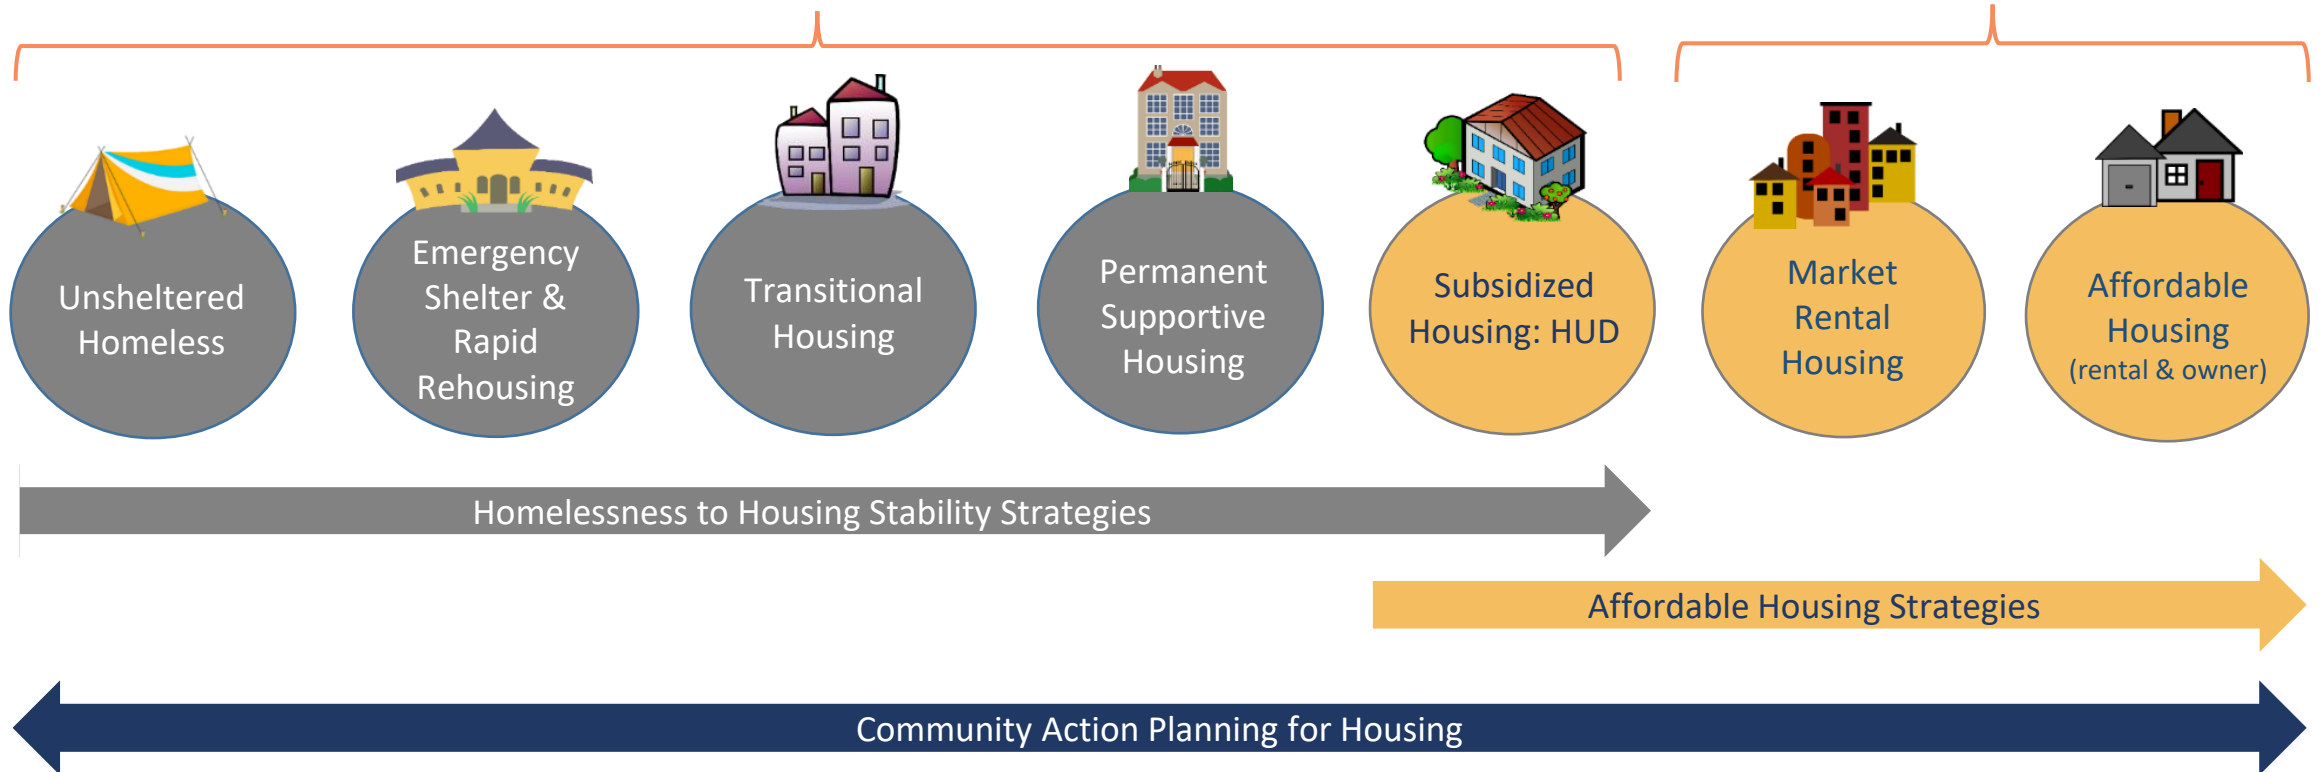 Unsheltered
Homeless
Emergency
Shelter &
Rapid
Rehousing
Transitional
Housing
Permanent
Supportive
Housing
Subsidized
Housing: HUD
Market
Rental
Housing
Affordable
Housing
(rental & owner)
Homelessness to Housing Stability Strategies
Affordable Housing Strategies
Community Action Planning for Housing